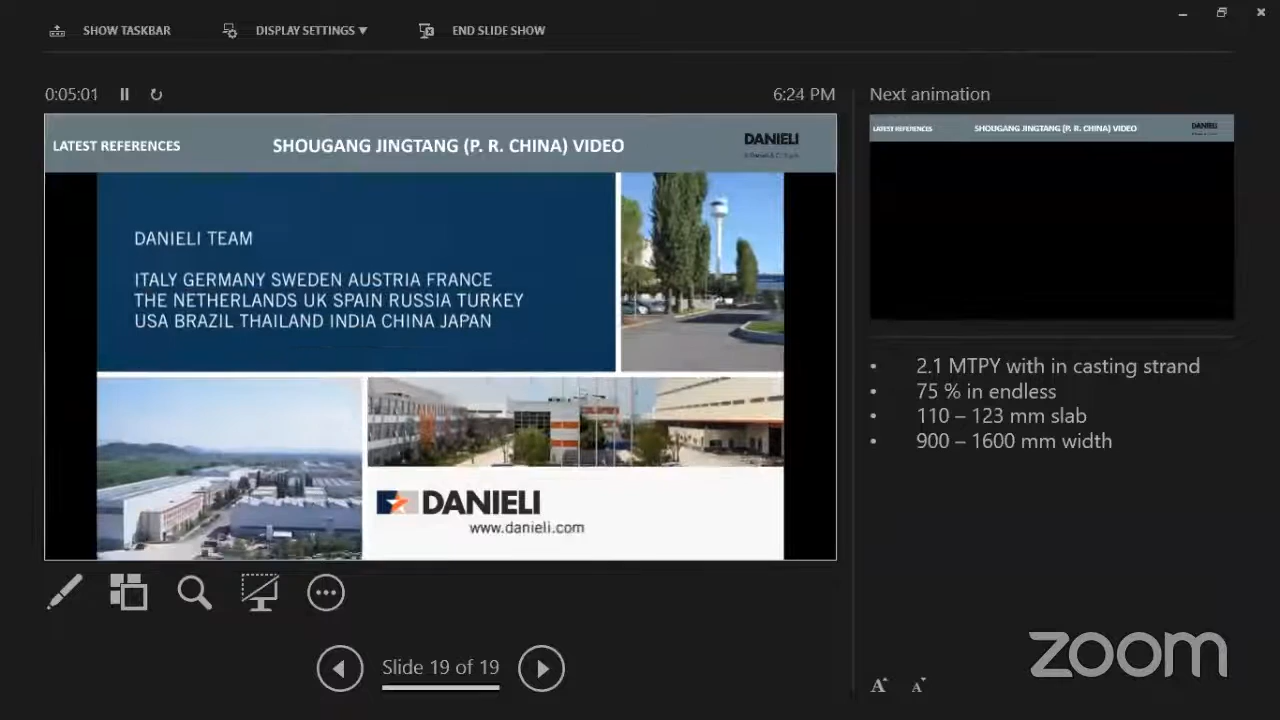 SHOW TASKBAR
DISPLAY SETTINGS
END SLIDE SHOW
0:05:01
6:24 PM
LATEST REFERENCES
SHOUGANG JINGTANG (P. R. CHINA) VIDEO
DANIELI
DANIELI TEAM
ITALY GERMANY SWEDEN AUSTRIA FRANCE
THE NETHERLANDS UK SPAIN RUSSIA TURKEY
USA BRAZIL THAILAND INDIA CHINA JAPAN
DANIELI
www.danieli.com
Slide 19 of 19
Next animation
LATEST REFERENCES
SHOUGANG JINGTANG (P. R. CHINA) VIDEO
DANIELI
• 2.1 MTPY with in casting strand
• 75 % in endless
• 110 – 123 mm slab
• 900 – 1600 mm width
A A
zoom